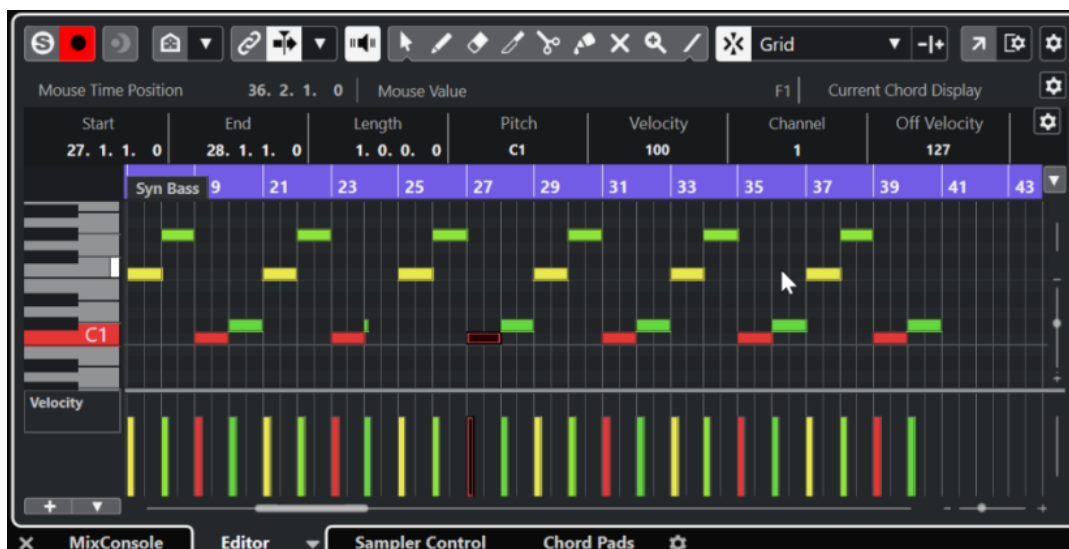 S Grid
Mouse Time Position 36. 2. 1. 0 Mouse Value F1 Current Chord Display
Start End Length Pitch Velocity Channel Off Velocity
27. 1. 1. 0 28. 1. 1. 0 1. 0. 0. 0 C1 100 1 127
Syn Bass 9 21 23 25 27 29 31 33 35 37 39 41 43
C1
Velocity
MixConsole Editor Sampler Control Chord Pads